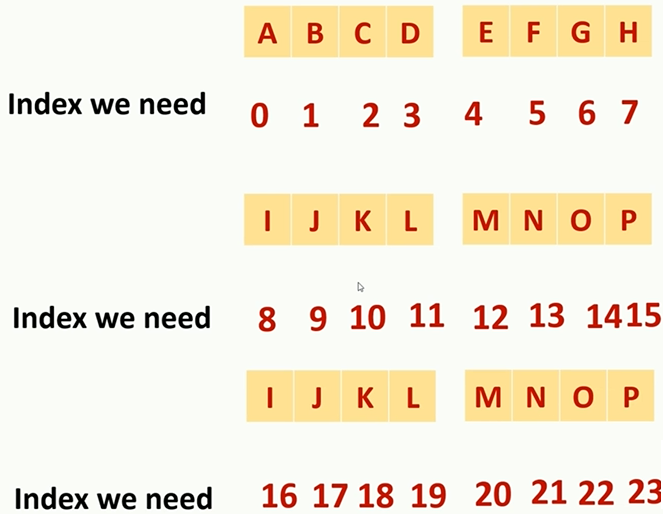 A B C D E F G H
Index we need 0 1 2 3 4 5 6 7
I J K L M N O P
Index we need 8 9 10 11 12 13 14 15
I J K L M N O P
Index we need 16 17 18 19 20 21 22 23